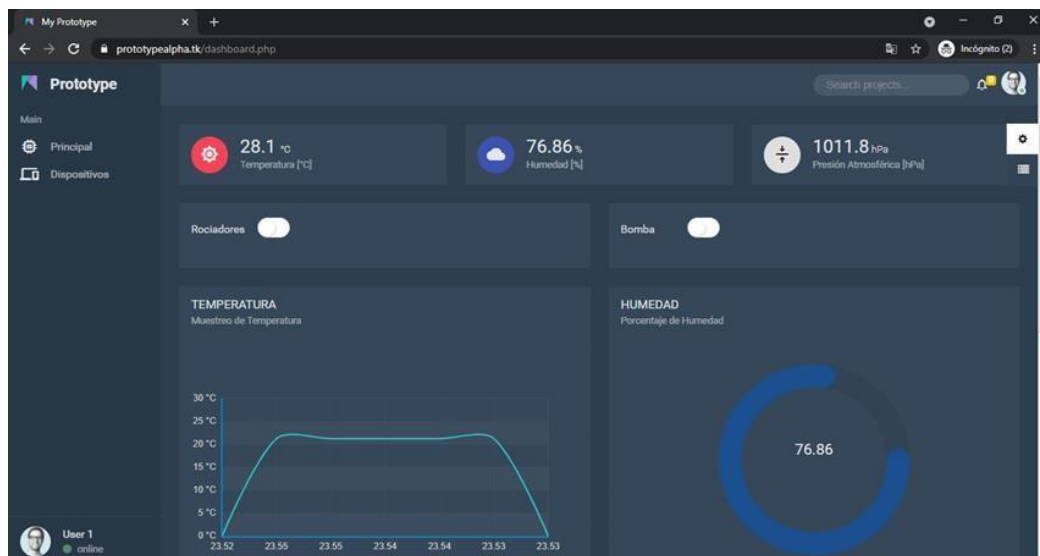 My Prototype
prototypealpha.tk/dashboard.php
Incógnito (2)
Prototype
Search projects...
Main
Principal
Dispositivos
28.1 °C
Temperatura [°C]
76.86 %
Humedad [%]
1011.8 hPa
Presión Atmosférica [hPa]
Rociadores
Bomba
TEMPERATURA
Muestreo de Temperatura
30 °C
25 °C
20 °C
15 °C
10 °C
5 °C
0 °C
23.52 23.55 23.55 23.54 23.54 23.53 23.53
HUMEDAD
Porcentaje de Humedad
76.86
User 1
online